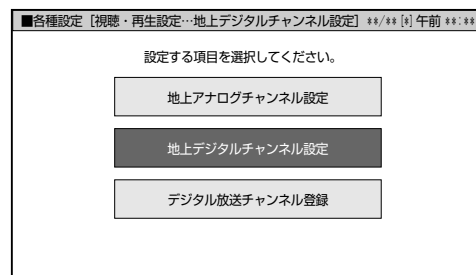 ■各種設定［視聴・再生設定…地上デジタルチャンネル設定］ **/**[*]午前 **:**
設定する項目を選択してください。
地上アナログチャンネル設定
地上デジタルチャンネル設定
デジタル放送チャンネル登録